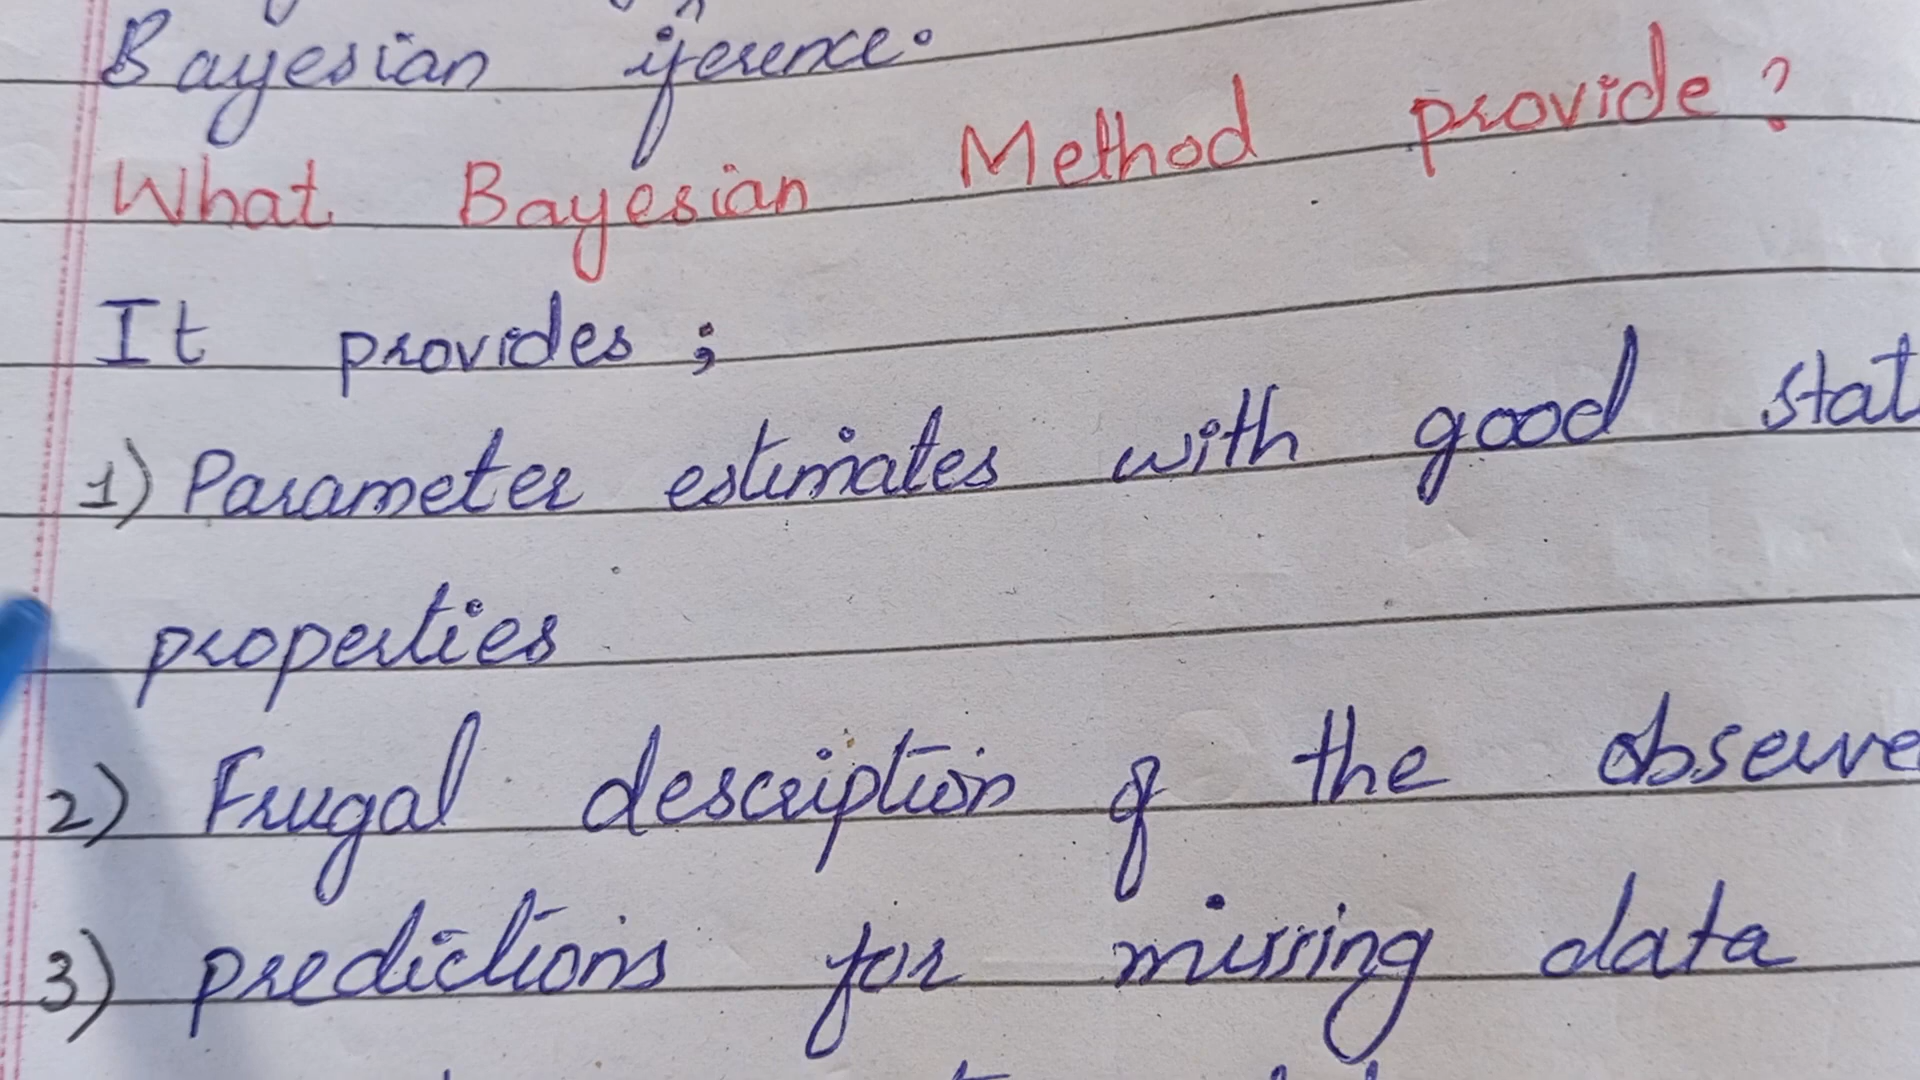 Bayesian iference.
What Bayesian Method provide?
It provides;
1) Parameter estimates with good stat
properties
2) Frugal description of the observe
3) predictions for missing data